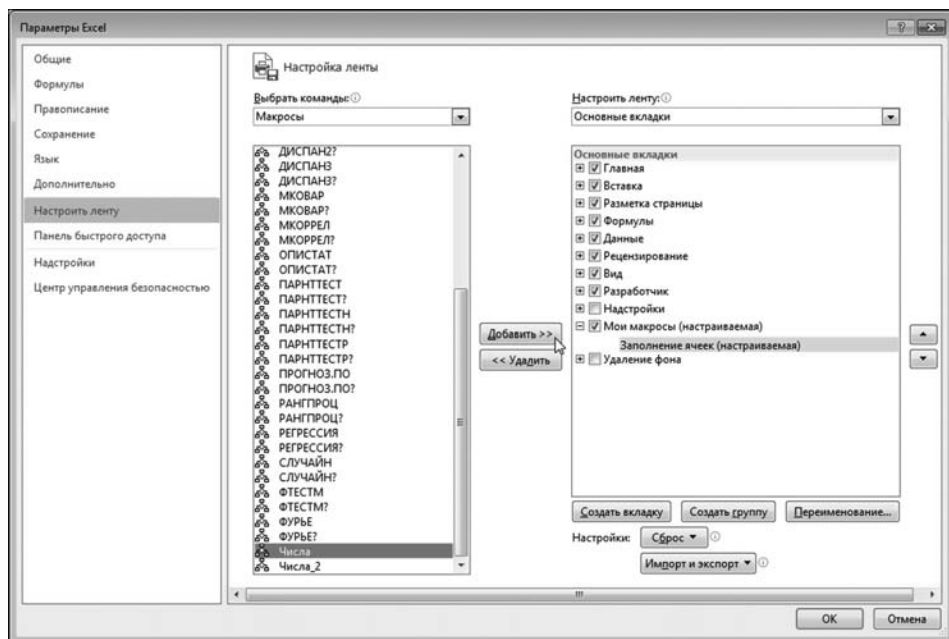 Параметры Excel
Общие
Формулы
Правописание
Сохранение
Язык
Дополнительно
Настроить ленту
Панель быстрого доступа
Надстройки
Центр управления безопасностью
Настройка ленты
Выбрать команды:
Макросы
ДИСПАН2?
ДИСПАН3
ДИСПАН3?
МКОВАР
МКОВАР?
МКОРРЕЛ
МКОРРЕЛ?
ОПИСТАТ
ОПИСТАТ?
ПАРНТТЕСТ
ПАРНТТЕСТ?
ПАРНТТЕСТН
ПАРНТТЕСТН?
ПАРНТТЕСТР
ПАРНТТЕСТР?
ПРОГНОЗ.ПО
ПРОГНОЗ.ПО?
РАНГПРОЦ
РАНГПРОЦ?
РЕГРЕССИЯ
РЕГРЕССИЯ?
СЛУЧАЙН
СЛУЧАЙН?
ФТЕСТМ
ФТЕСТМ?
ФУРЬЕ
ФУРЬЕ?
Числа
Числа_2
Добавить >>
<< Удалить
Настроить ленту:
Основные вкладки
Основные вкладки
Главная
Вставка
Разметка страницы
Формулы
Данные
Рецензирование
Вид
Разработчик
Надстройки
Мои макросы (настраиваемая)
Заполнение ячеек (настраиваемая)
Удаление фона
Создать вкладку
Создать группу
Переименование...
Настройки:
Сброс
Импорт и экспорт
ОК
Отмена